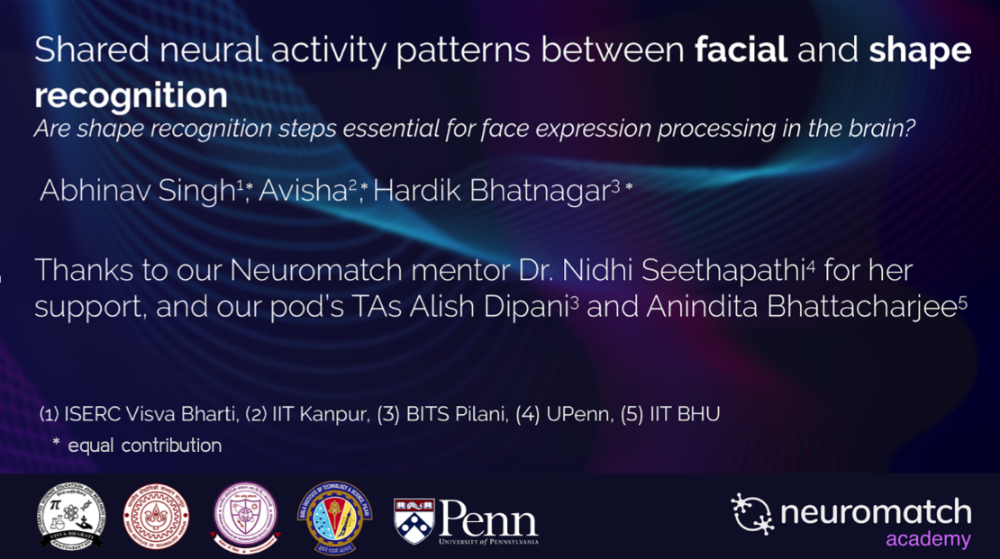 Shared neural activity patterns between facial and shape
recognition
Are shape recognition steps essential for face expression processing in the brain?
Abhinav Singh¹,* Avisha²,* Hardik Bhatnagar³ *
Thanks to our Neuromatch mentor Dr. Nidhi Seethapathi⁴ for her
support, and our pod’s TAs Alish Dipani³ and Anindita Bhattacharjee⁵
(1) ISERC Visva Bharti, (2) IIT Kanpur, (3) BITS Pilani, (4) UPenn, (5) IIT BHU
* equal contribution
VISVA-BHARATI
Penn
UNIVERSITY of PENNSYLVANIA
neuromatch
academy